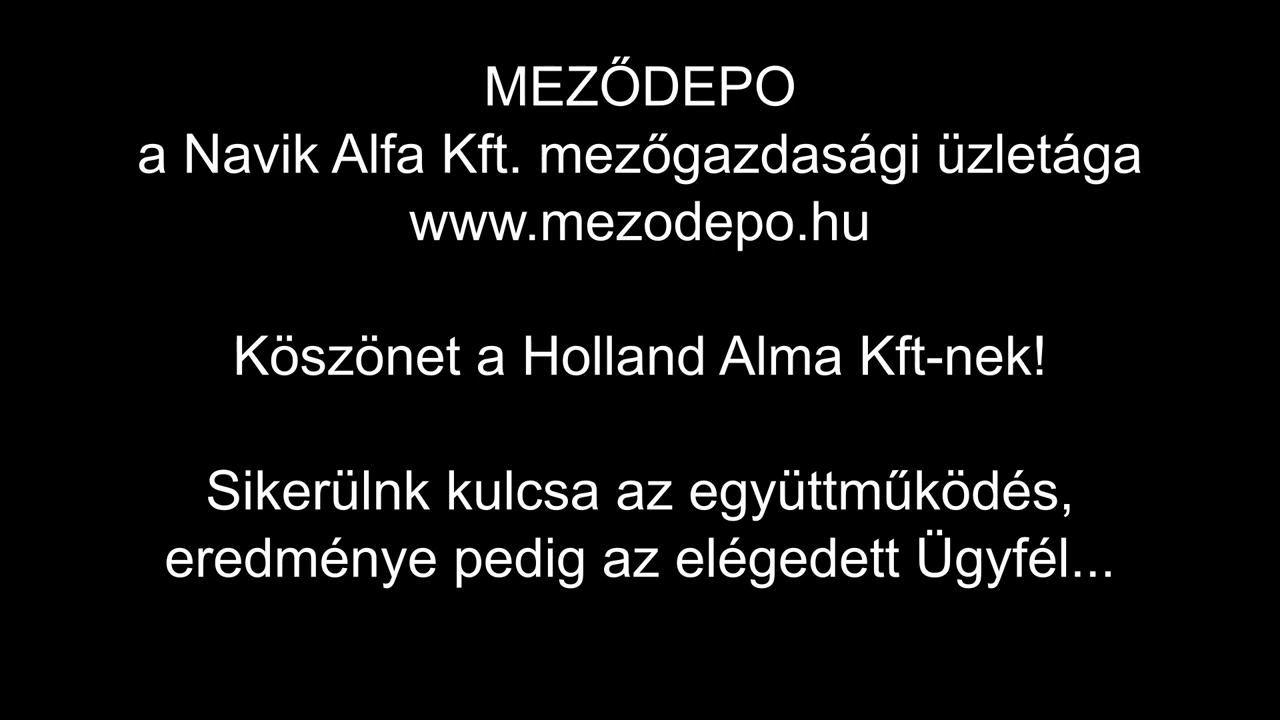 MEZŐDEPO
a Navik Alfa Kft. mezőgazdasági üzletága
www.mezodepo.hu
Köszönet a Holland Alma Kft-nek!
Sikerülnk kulcsa az együttműködés,
eredménye pedig az elégedett Ügyfél...